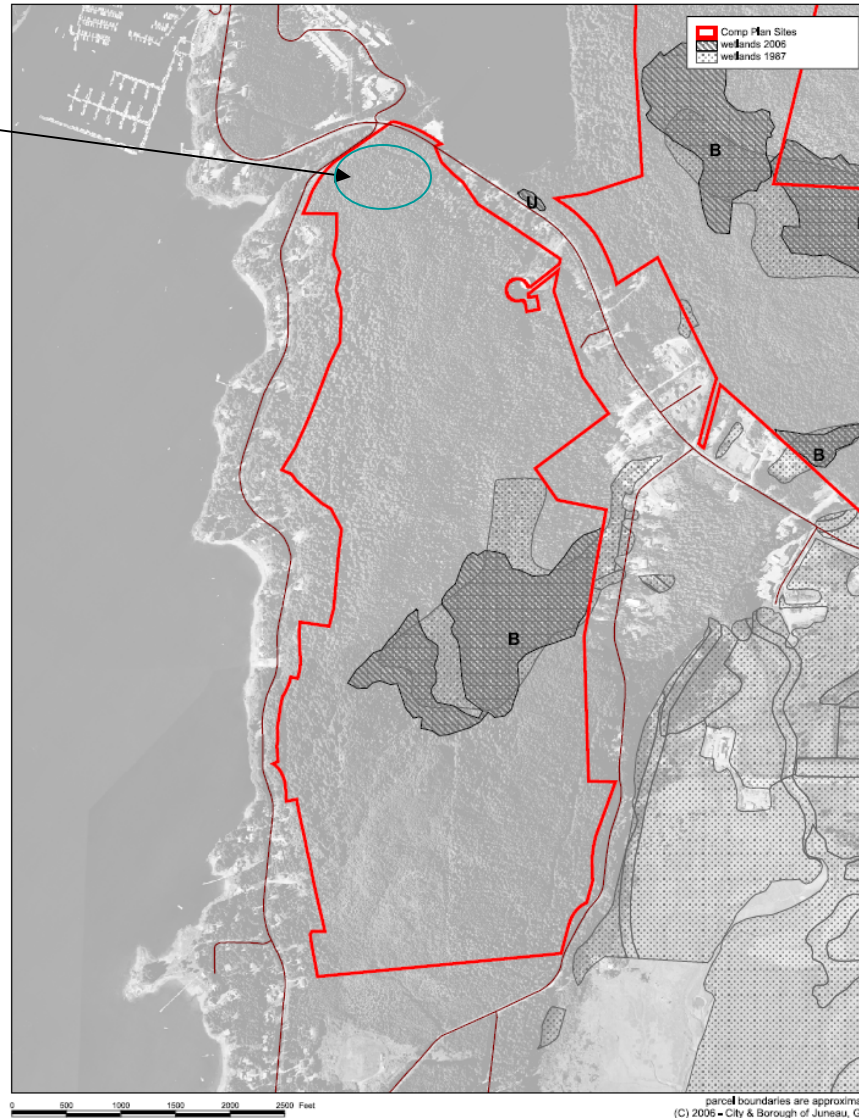 Comp Plan Sites
wetlands 2006
wetlands 1987
B
U
B
B
0 500 1000 1500 2000 2500 Feet
parcel boundaries are approxima
(C) 2006 - City & Borough of Juneau, G